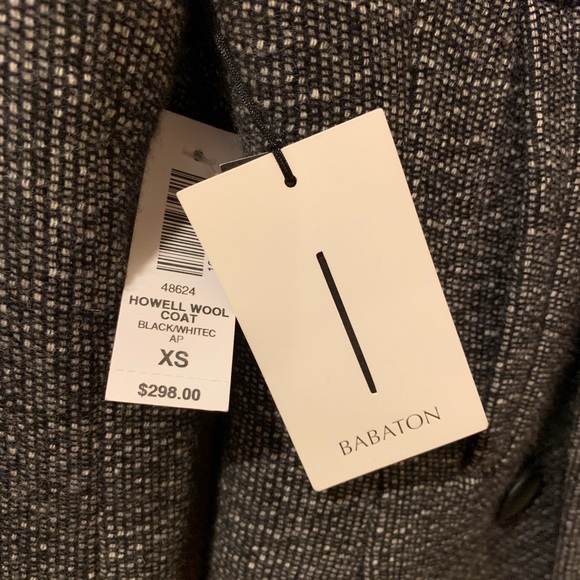 48624
HOWELL WOOL
COAT
BLACK/WHITEC
AP
XS
$298.00
BABATON